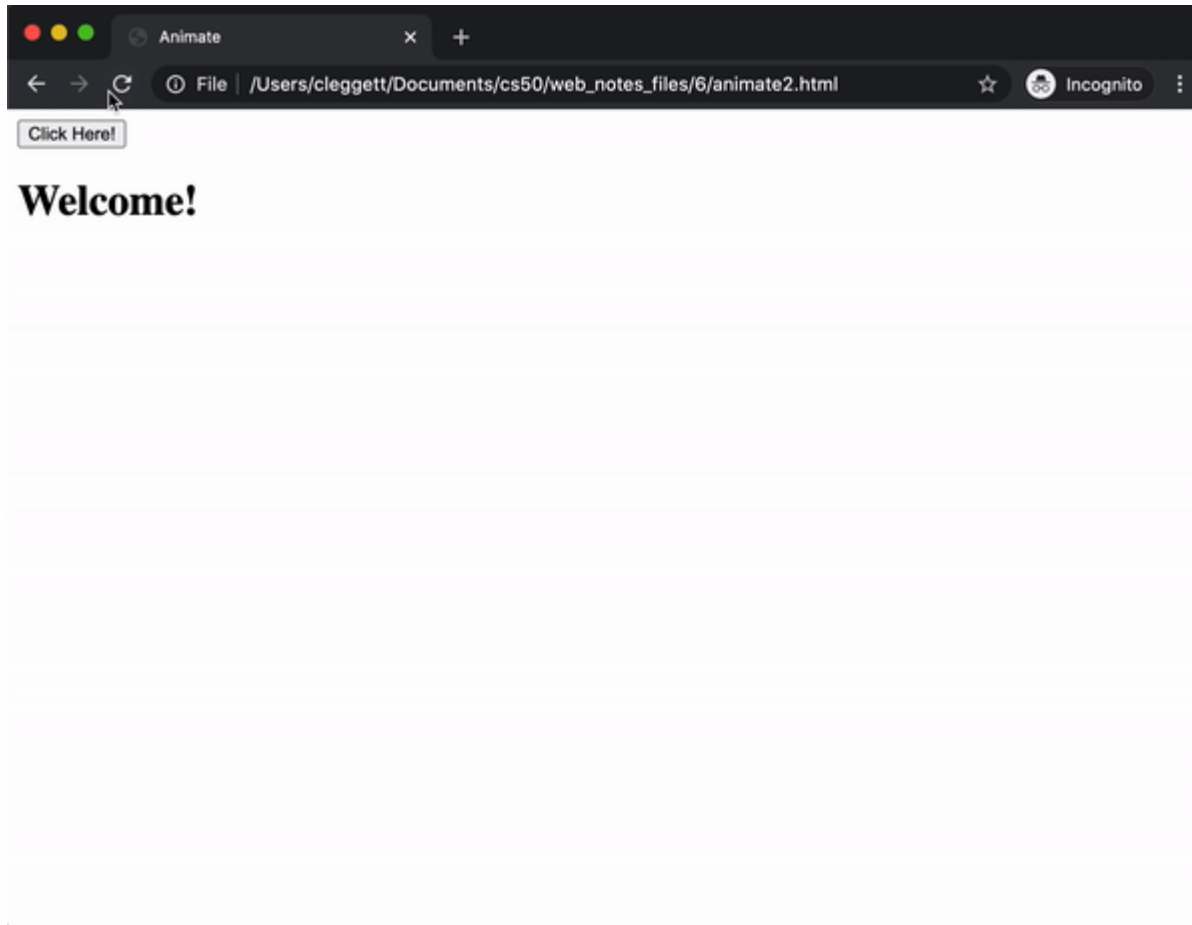 Animate
File /Users/cleggett/Documents/cs50/web_notes_files/6/animate2.html Incognito
Click Here!
Welcome!